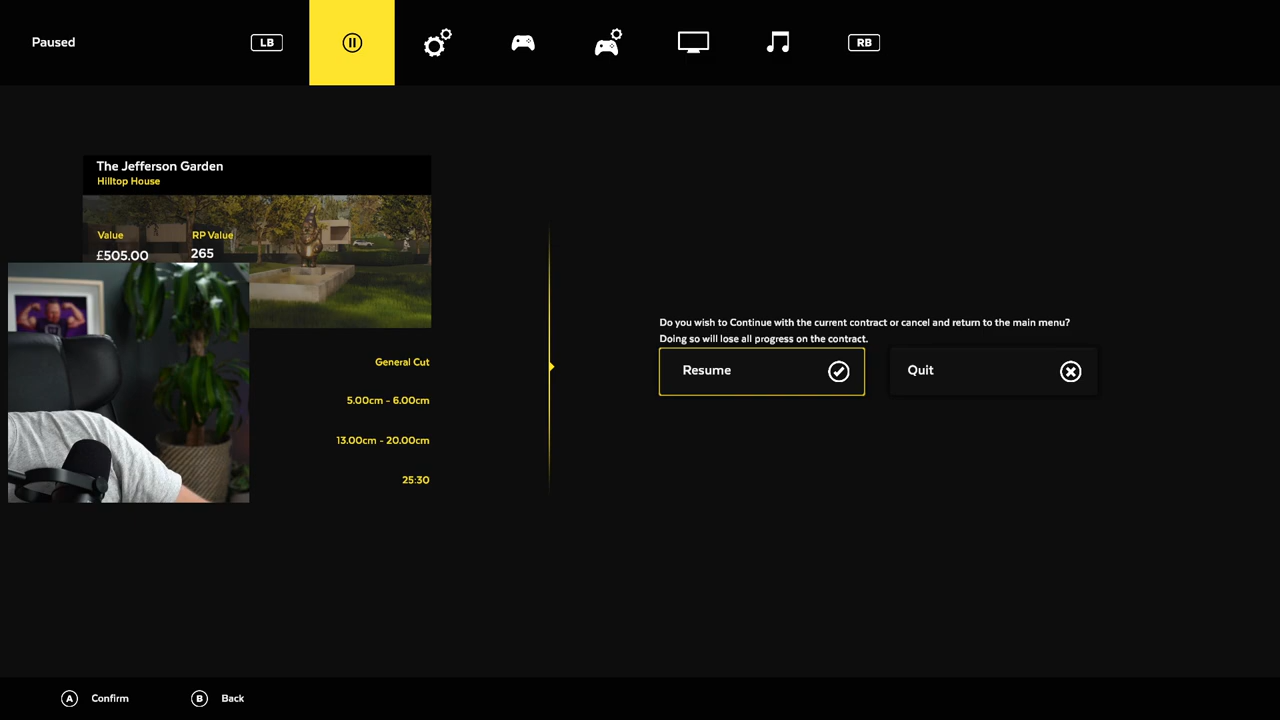 Paused
LB
RB
The Jefferson Garden
Hilltop House
Value
RP Value
£505.00
265
General Cut
5.00cm - 6.00cm
13.00cm - 20.00cm
25:30
Do you wish to Continue with the current contract or cancel and return to the main menu?
Doing so will lose all progress on the contract.
Resume
Quit
A Confirm
B Back